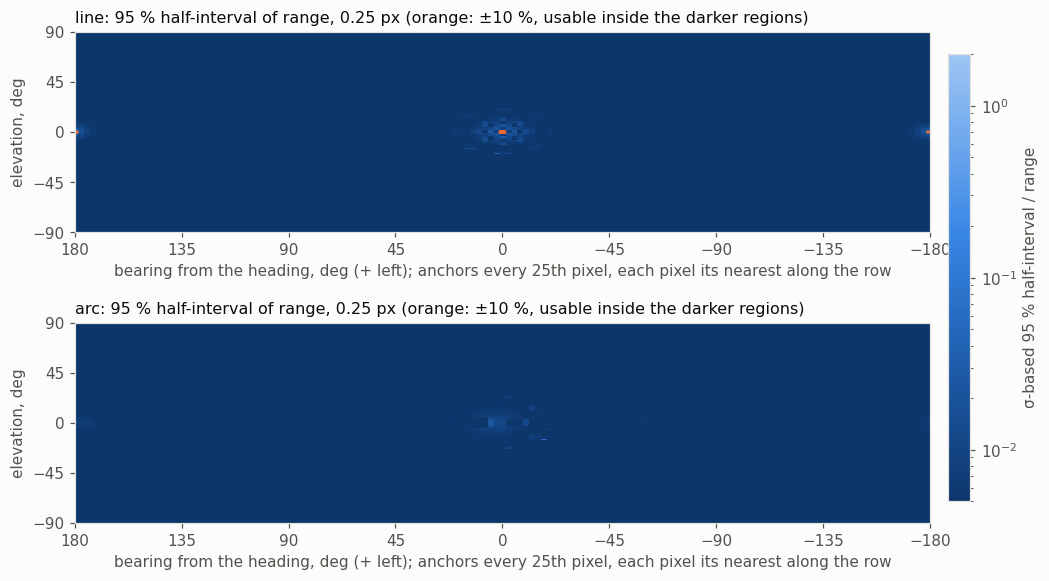 line: 95 % half-interval of range, 0.25 px (orange: ±10 %, usable inside the darker regions)
90
45
0
−45
−90
elevation, deg
180 135 90 45 0 −45 −90 −135 −180
bearing from the heading, deg (+ left); anchors every 25th pixel, each pixel its nearest along the row
arc: 95 % half-interval of range, 0.25 px (orange: ±10 %, usable inside the darker regions)
90
45
0
−45
−90
elevation, deg
180 135 90 45 0 −45 −90 −135 −180
bearing from the heading, deg (+ left); anchors every 25th pixel, each pixel its nearest along the row
10⁰
10⁻¹
10⁻²
σ-based 95 % half-interval / range